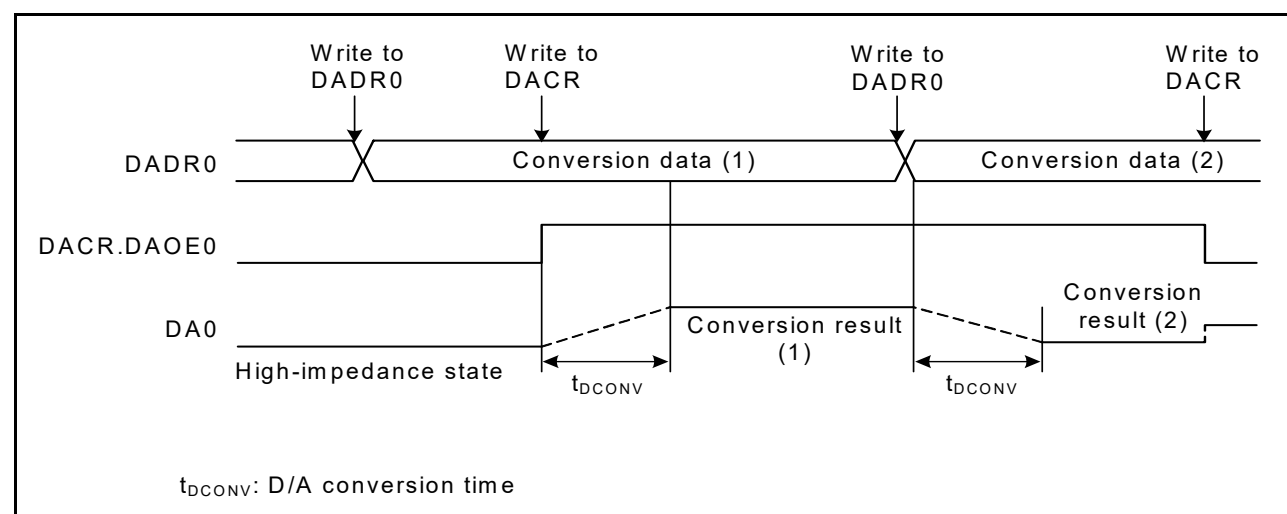 Write to
DADR0
Write to
DACR
Write to
DADR0
Write to
DACR
DADR0
Conversion data (1)
Conversion data (2)
DACR.DAOE0
DA0
Conversion result
(1)
Conversion
result (2)
High-impedance state
tDCONV
tDCONV
tDCONV: D/A conversion time